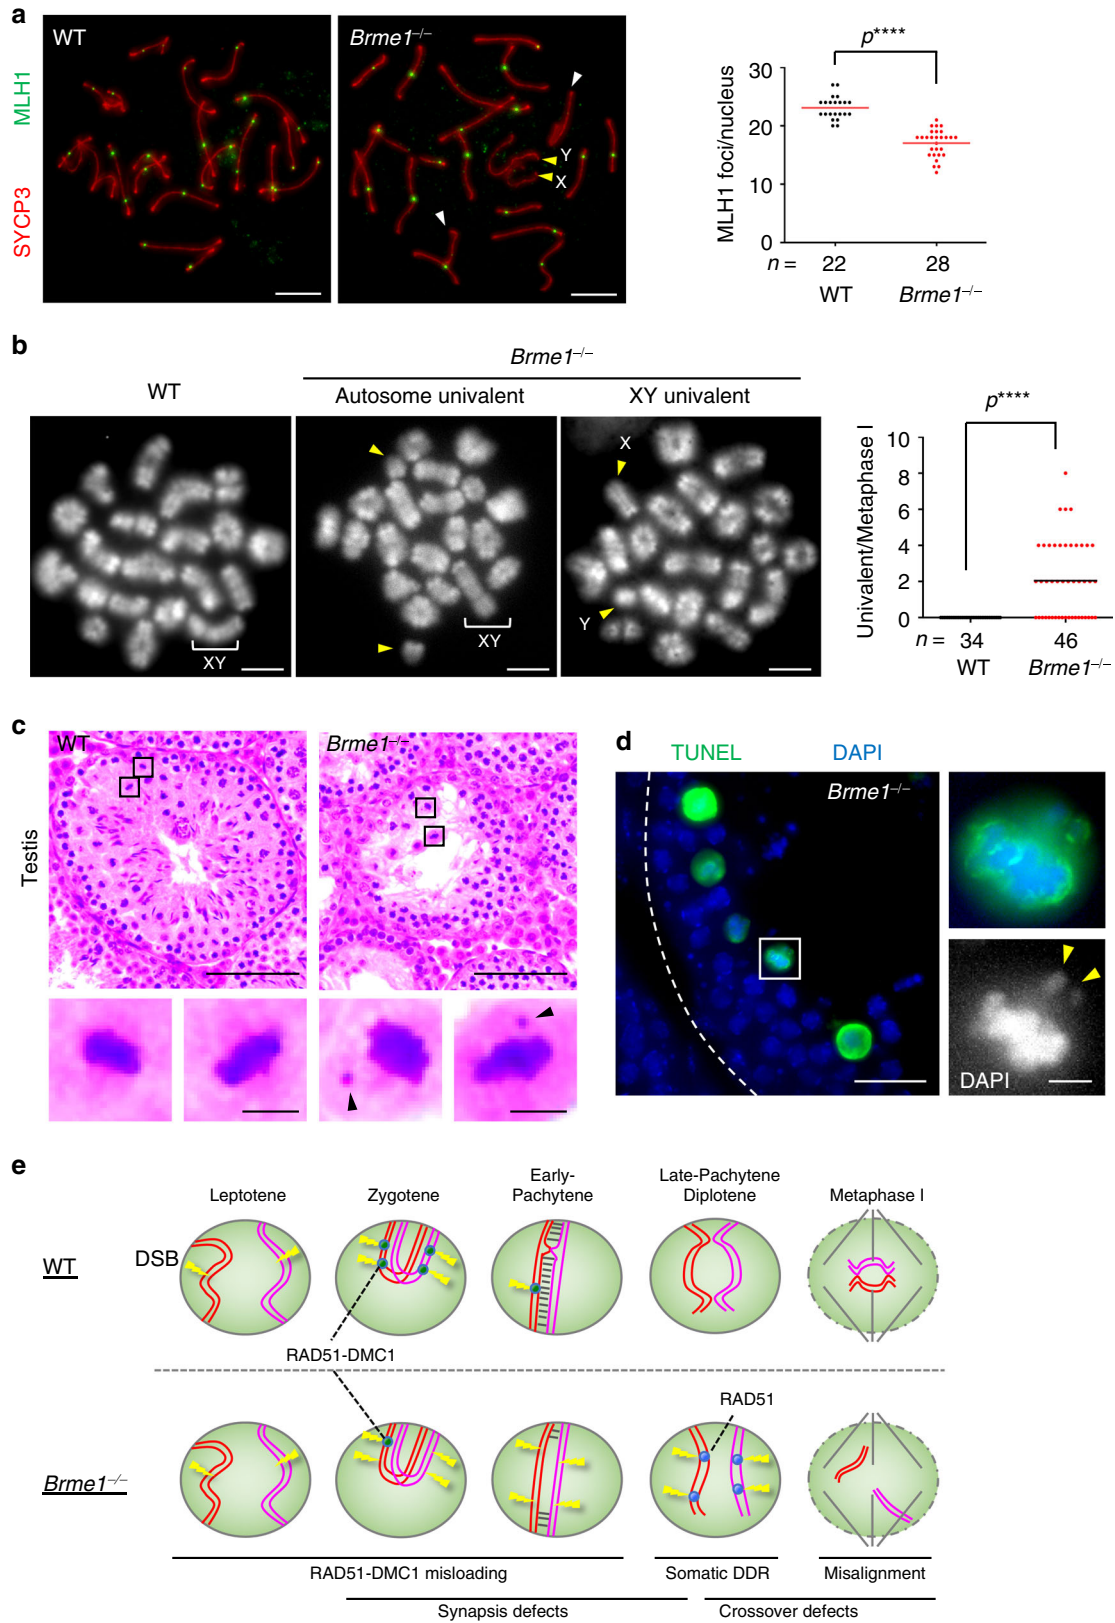 a
WT
Brme1–/–
MLH1
SYCP3
Y
X
p****
MLH1 foci/nucleus
30
20
10
0
n = 22 28
WT Brme1–/–
b
Brme1–/–
WT
Autosome univalent
XY univalent
XY
XY
X
Y
p****
Univalent/Metaphase I
10
8
6
4
2
0
n = 34 46
WT Brme1–/–
c
Testis
WT
Brme1–/–
d
TUNEL DAPI
Brme1–/–
DAPI
e
Leptotene
Zygotene
Early-
Pachytene
Late-Pachytene
Diplotene
Metaphase I
WT
DSB
RAD51-DMC1
RAD51
Brme1–/–
RAD51-DMC1 misloading
Somatic DDR
Misalignment
Synapsis defects
Crossover defects